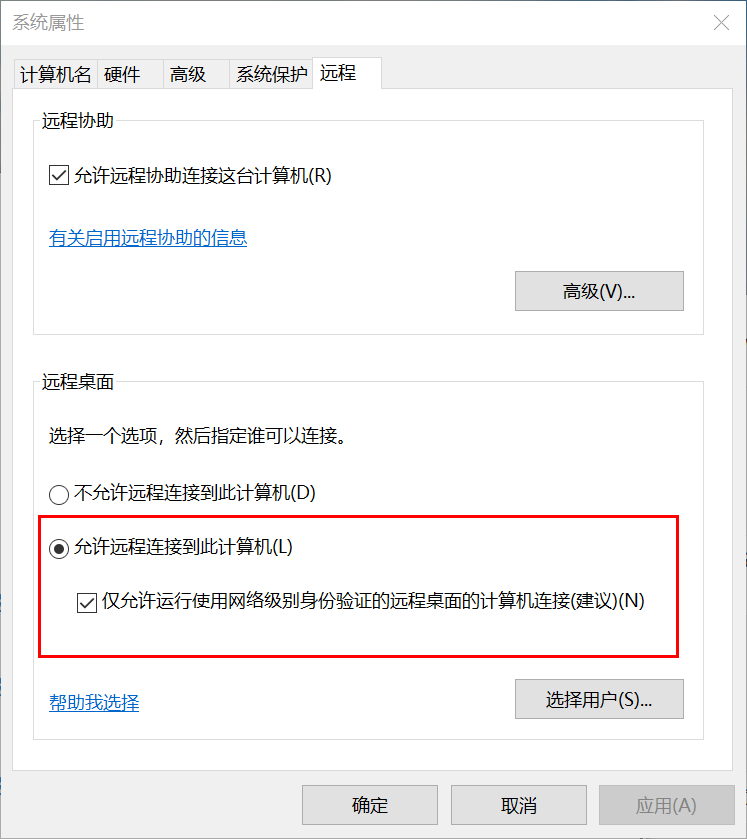 系统属性
计算机名 硬件 高级 系统保护 远程
远程协助
允许远程协助连接这台计算机(R)
有关启用远程协助的信息
高级(V)...
远程桌面
选择一个选项，然后指定谁可以连接。
不允许远程连接到此计算机(D)
允许远程连接到此计算机(L)
仅允许运行使用网络级别身份验证的远程桌面的计算机连接(建议)(N)
帮助我选择 选择用户(S)...
确定 取消 应用(A)